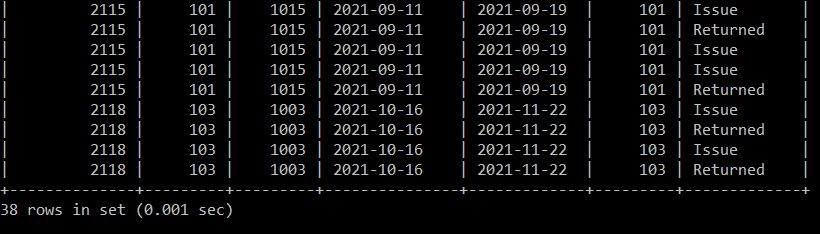 |         2115 |     101 |    1015 | 2021-09-11   | 2021-09-19  |     101 | Issue       |
|         2115 |     101 |    1015 | 2021-09-11   | 2021-09-19  |     101 | Returned    |
|         2115 |     101 |    1015 | 2021-09-11   | 2021-09-19  |     101 | Issue       |
|         2115 |     101 |    1015 | 2021-09-11   | 2021-09-19  |     101 | Issue       |
|         2115 |     101 |    1015 | 2021-09-11   | 2021-09-19  |     101 | Returned    |
|         2118 |     103 |    1003 | 2021-10-16   | 2021-11-22  |     103 | Issue       |
|         2118 |     103 |    1003 | 2021-10-16   | 2021-11-22  |     103 | Returned    |
|         2118 |     103 |    1003 | 2021-10-16   | 2021-11-22  |     103 | Issue       |
|         2118 |     103 |    1003 | 2021-10-16   | 2021-11-22  |     103 | Returned    |
+--------------+---------+---------+--------------+-------------+---------+-------------+
38 rows in set (0.001 sec)